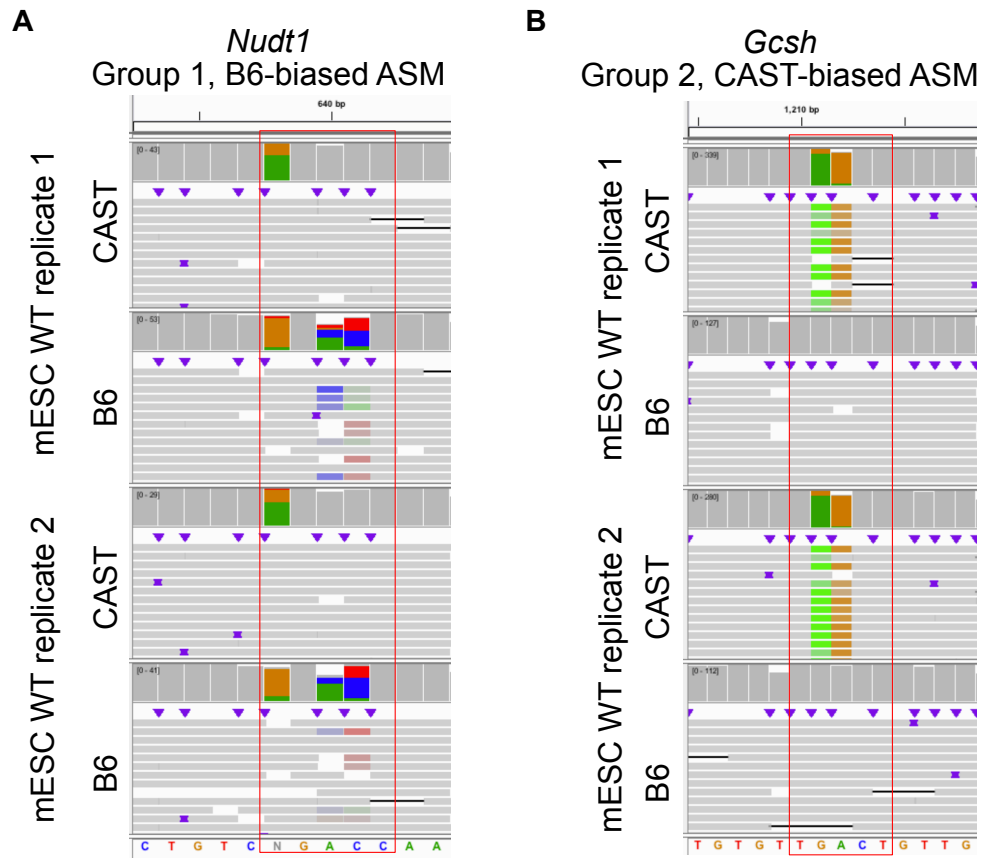 A
Nudt1
Group 1, B6-biased ASM
640 bp
mESC WT replicate 1
CAST
[0 - 43]
B6
[0 - 53]
mESC WT replicate 2
CAST
[0 - 29]
B6
[0 - 41]
C T G T C N G A C C A A
B
Gcsh
Group 2, CAST-biased ASM
1,210 bp
mESC WT replicate 1
CAST
[0 - 339]
B6
[0 - 127]
mESC WT replicate 2
CAST
[0 - 280]
B6
[0 - 112]
T G T G T T G A C T G T T G